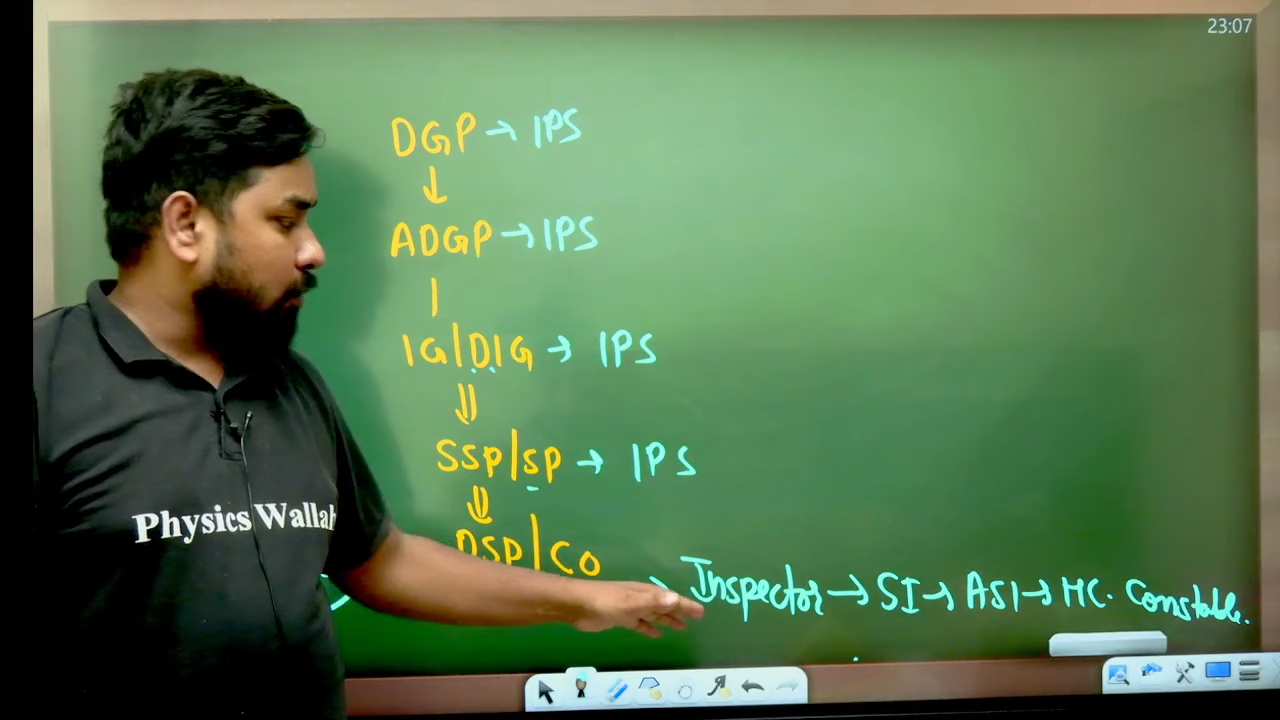 23:07
DGP → IPS
↓
ADGP → IPS
|
IG|DIG → IPS
⇓
SSP|SP → IPS
⇓
DSP|CO
→ Inspector → SI → ASI → HC. Constable.
Physics Wallah